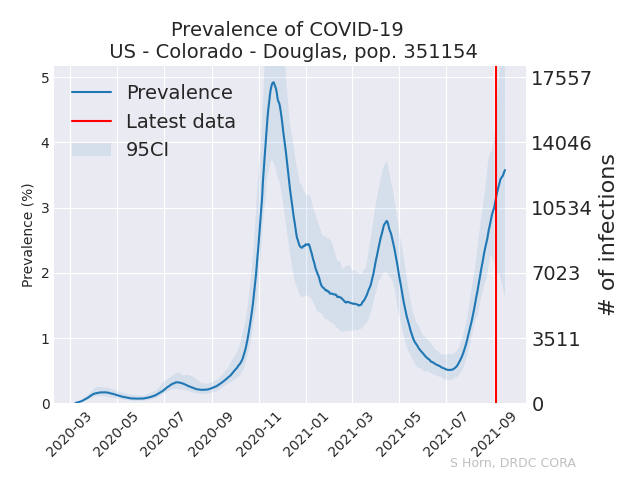 Prevalence of COVID-19
US - Colorado - Douglas, pop. 351154
Prevalence
Latest data
95CI
5
4
3
2
1
0
Prevalence (%)
17557
14046
10534
7023
3511
0
# of infections
2020-03
2020-05
2020-07
2020-09
2020-11
2021-01
2021-03
2021-05
2021-07
2021-09
S Horn, DRDC CORA